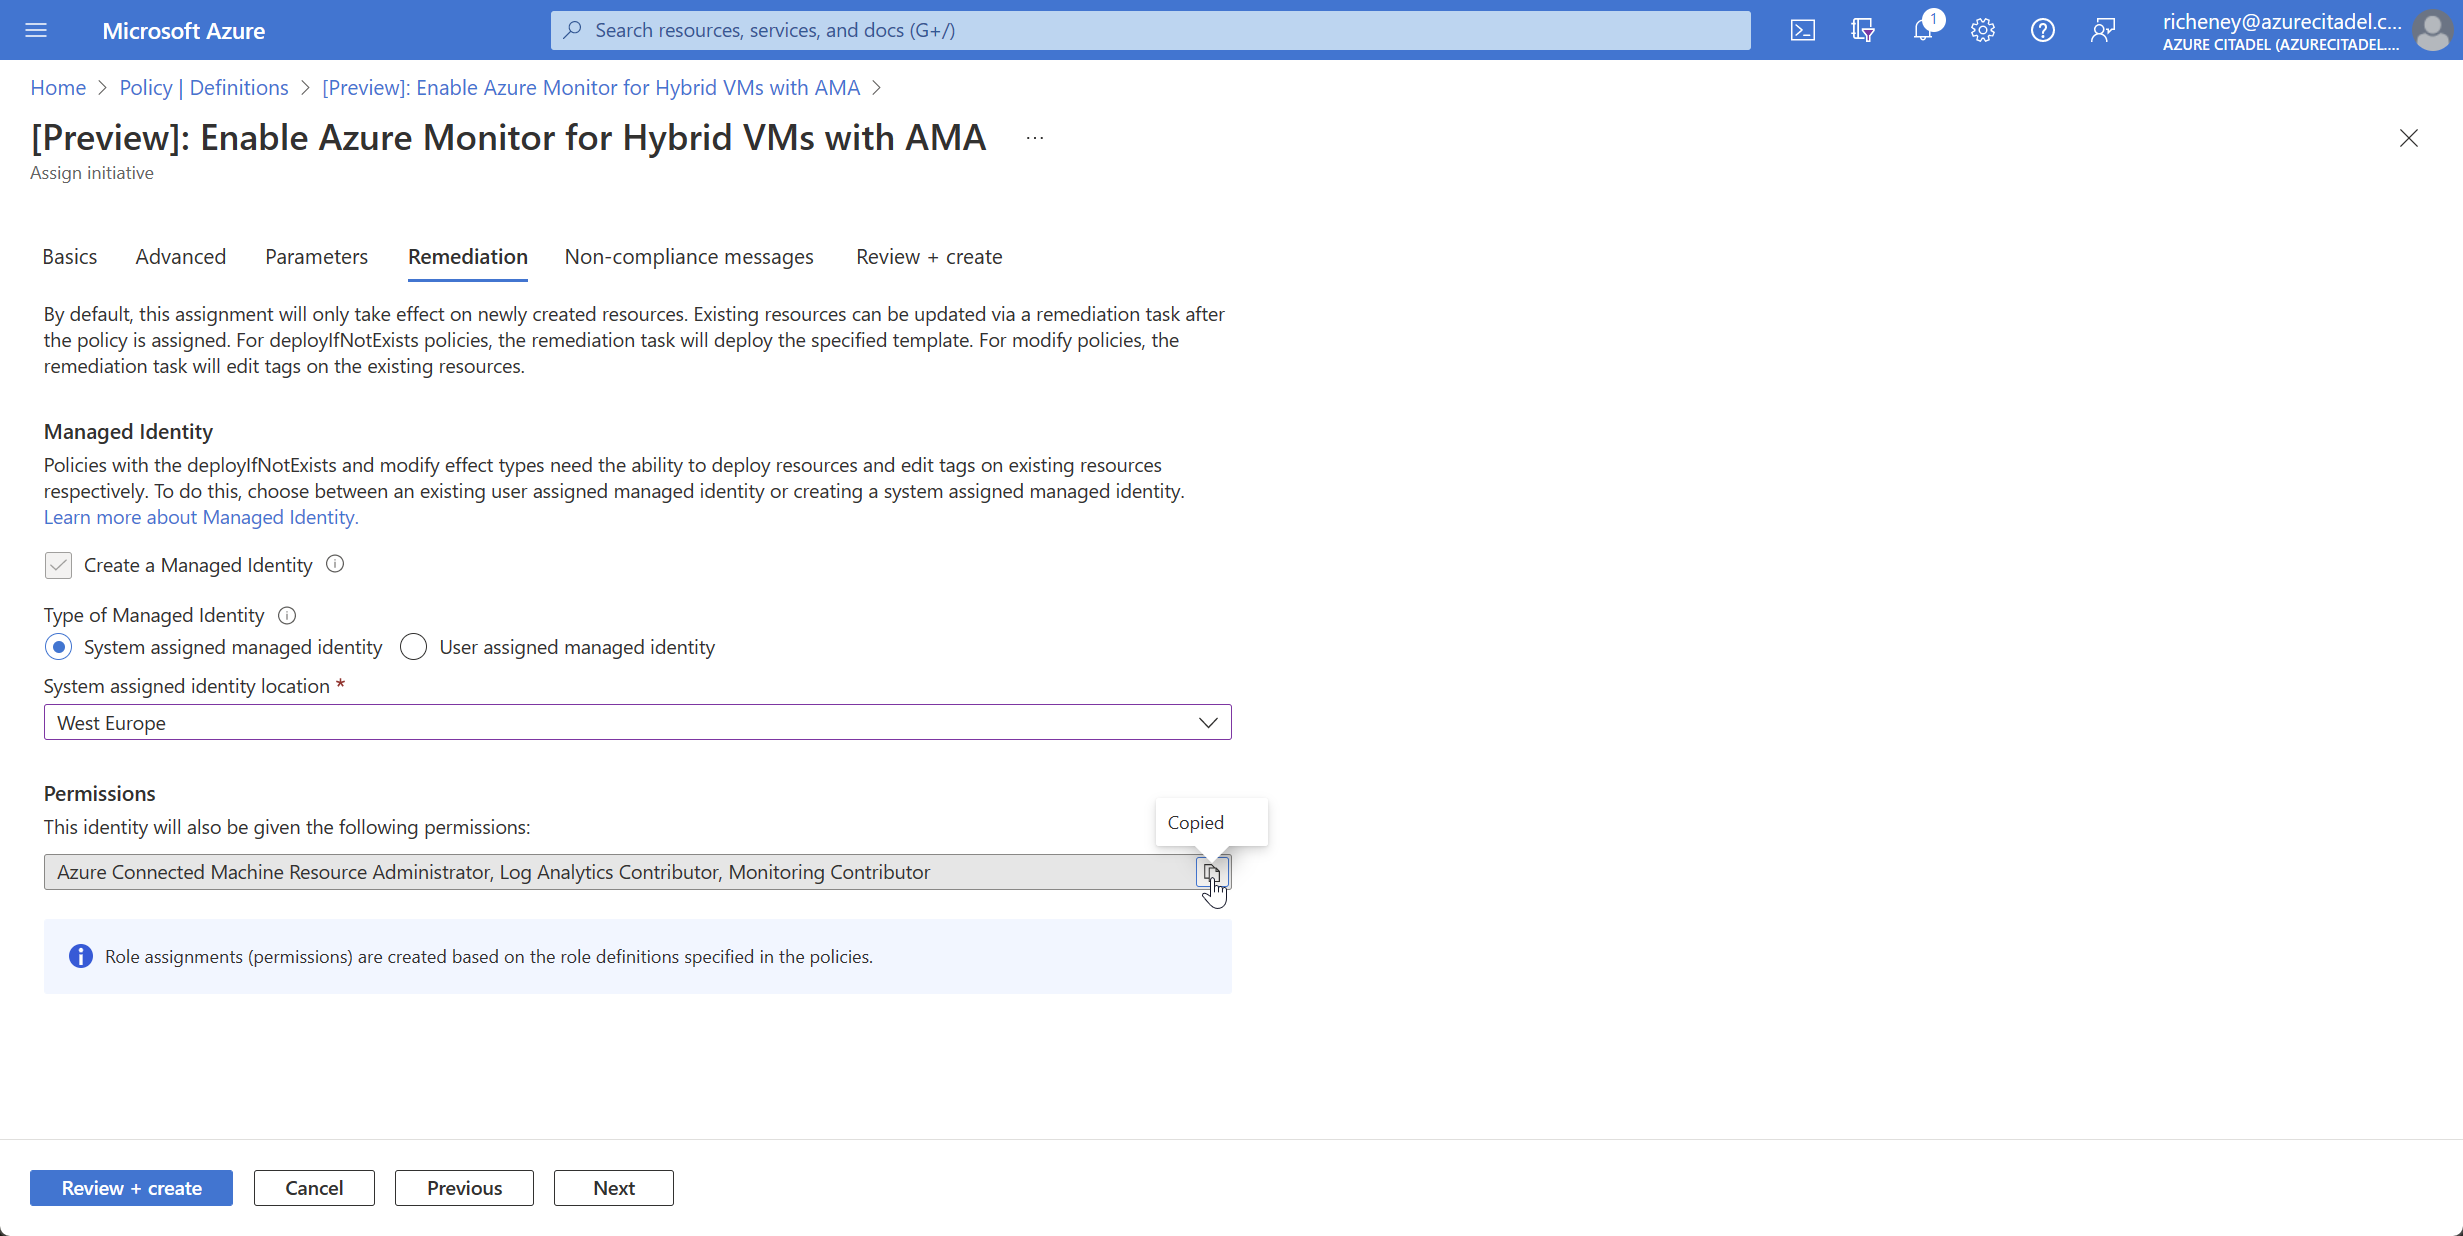 Microsoft Azure
Search resources, services, and docs (G+/)
1
richeney@azurecitadel.c...
AZURE CITADEL (AZURECITADEL....
Home > Policy | Definitions > [Preview]: Enable Azure Monitor for Hybrid VMs with AMA >
[Preview]: Enable Azure Monitor for Hybrid VMs with AMA ...
Assign initiative
Basics Advanced Parameters Remediation Non-compliance messages Review + create
By default, this assignment will only take effect on newly created resources. Existing resources can be updated via a remediation task after
the policy is assigned. For deployIfNotExists policies, the remediation task will deploy the specified template. For modify policies, the
remediation task will edit tags on the existing resources.
Managed Identity
Policies with the deployIfNotExists and modify effect types need the ability to deploy resources and edit tags on existing resources
respectively. To do this, choose between an existing user assigned managed identity or creating a system assigned managed identity.
Learn more about Managed Identity.
Create a Managed Identity
Type of Managed Identity
System assigned managed identity User assigned managed identity
System assigned identity location *
West Europe
Permissions
This identity will also be given the following permissions:
Copied
Azure Connected Machine Resource Administrator, Log Analytics Contributor, Monitoring Contributor
Role assignments (permissions) are created based on the role definitions specified in the policies.
Review + create Cancel Previous Next